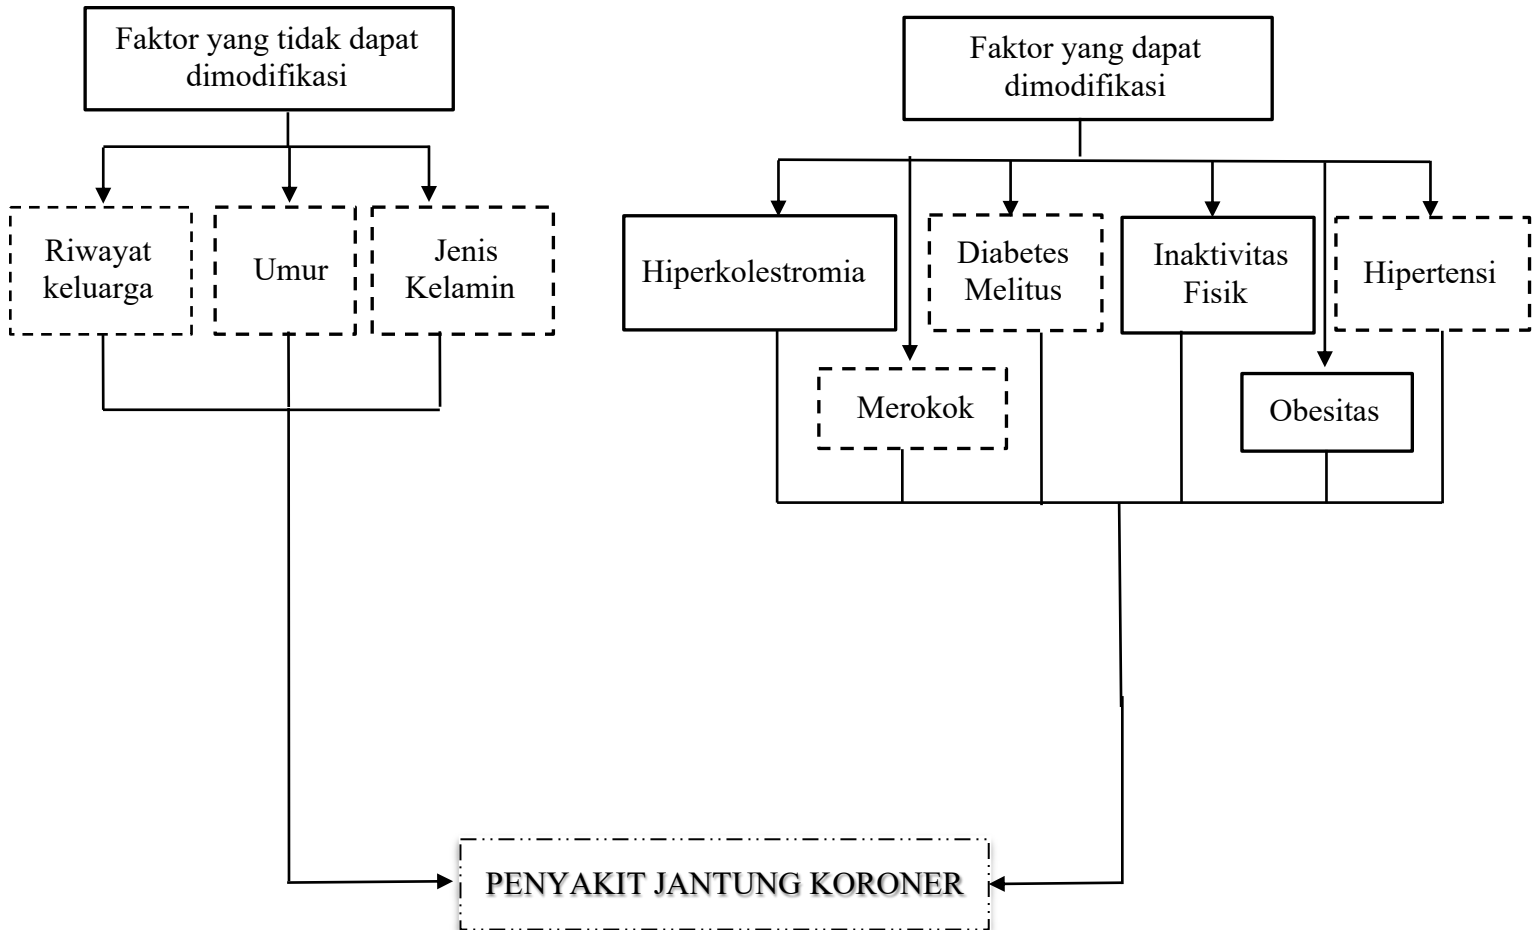 Faktor yang tidak dapat
dimodifikasi
Faktor yang dapat
dimodifikasi
Riwayat
keluarga
Umur
Jenis
Kelamin
Hiperkolestromia
Diabetes
Melitus
Inaktivitas
Fisik
Hipertensi
Merokok
Obesitas
PENYAKIT JANTUNG KORONER